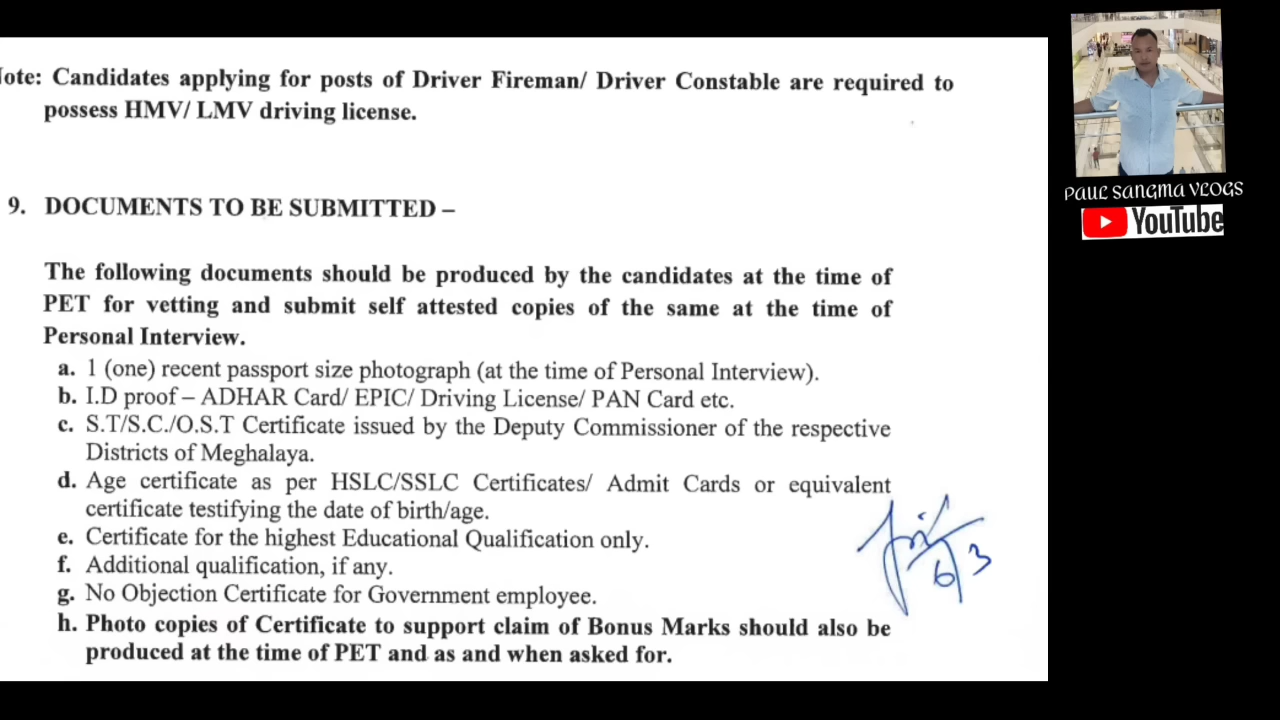 Note: Candidates applying for posts of Driver Fireman/ Driver Constable are required to
possess HMV/ LMV driving license.
9. DOCUMENTS TO BE SUBMITTED –
The following documents should be produced by the candidates at the time of
PET for vetting and submit self attested copies of the same at the time of
Personal Interview.
a. 1 (one) recent passport size photograph (at the time of Personal Interview).
b. I.D proof – ADHAR Card/ EPIC/ Driving License/ PAN Card etc.
c. S.T/S.C./O.S.T Certificate issued by the Deputy Commissioner of the respective
Districts of Meghalaya.
d. Age certificate as per HSLC/SSLC Certificates/ Admit Cards or equivalent
certificate testifying the date of birth/age.
e. Certificate for the highest Educational Qualification only.
f. Additional qualification, if any.
g. No Objection Certificate for Government employee.
h. Photo copies of Certificate to support claim of Bonus Marks should also be
produced at the time of PET and as and when asked for.
6/3
PAUL SANGMA VLOGS
YouTube